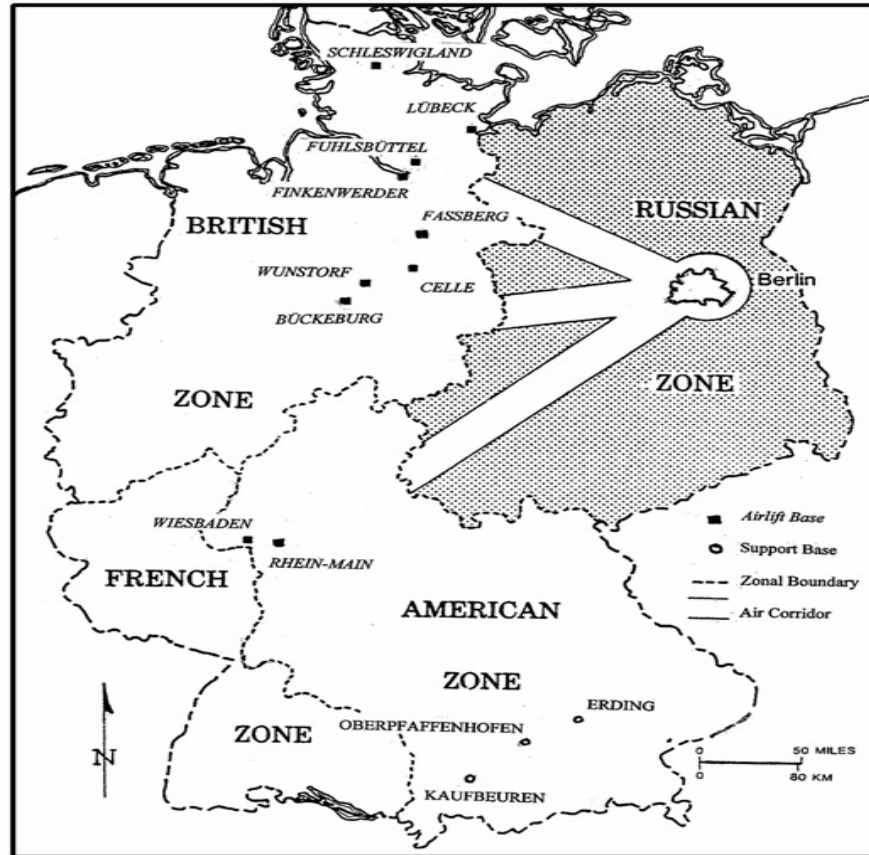 SCHLESWIGLAND
LÜBECK
FUHLSBÜTTEL
FINKENWERDER
BRITISH
FASSBERG
RUSSIAN
WUNSTORF
CELLE
Berlin
BÜCKEBURG
ZONE
ZONE
WIESBADEN
RHEIN-MAIN
FRENCH
AMERICAN
ZONE
ZONE
Airlift Base
Support Base
Zonal Boundary
Air Corridor
ERDING
OBERPFAFFENHOFEN
KAUFBEUREN
N
0 50 MILES
0 80 KM